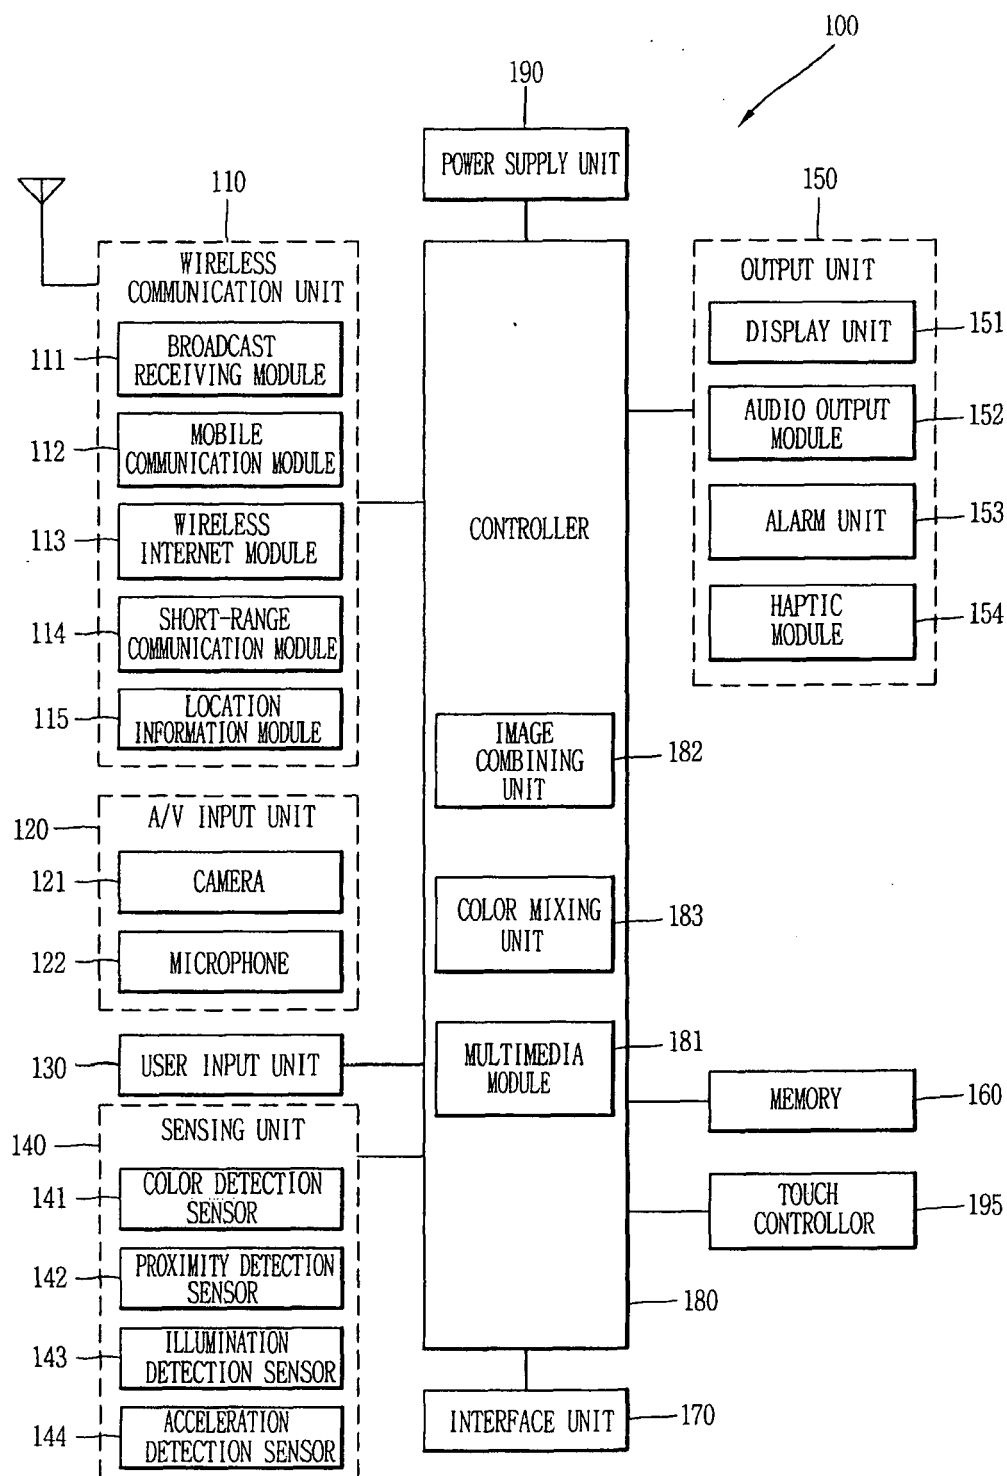 100
190
POWER SUPPLY UNIT
110
WIRELESS
COMMUNICATION UNIT
111
BROADCAST
RECEIVING MODULE
112
MOBILE
COMMUNICATION MODULE
113
WIRELESS
INTERNET MODULE
114
SHORT-RANGE
COMMUNICATION MODULE
115
LOCATION
INFORMATION MODULE
120
A/V INPUT UNIT
121
CAMERA
122
MICROPHONE
130
USER INPUT UNIT
140
SENSING UNIT
141
COLOR DETECTION
SENSOR
142
PROXIMITY DETECTION
SENSOR
143
ILLUMINATION
DETECTION SENSOR
144
ACCELERATION
DETECTION SENSOR
CONTROLLER
IMAGE
COMBINING
UNIT
182
COLOR MIXING
UNIT
183
MULTIMEDIA
MODULE
181
180
INTERFACE UNIT
170
150
OUTPUT UNIT
DISPLAY UNIT
151
AUDIO OUTPUT
MODULE
152
ALARM UNIT
153
HAPTIC
MODULE
154
MEMORY
160
TOUCH
CONTROLLOR
195